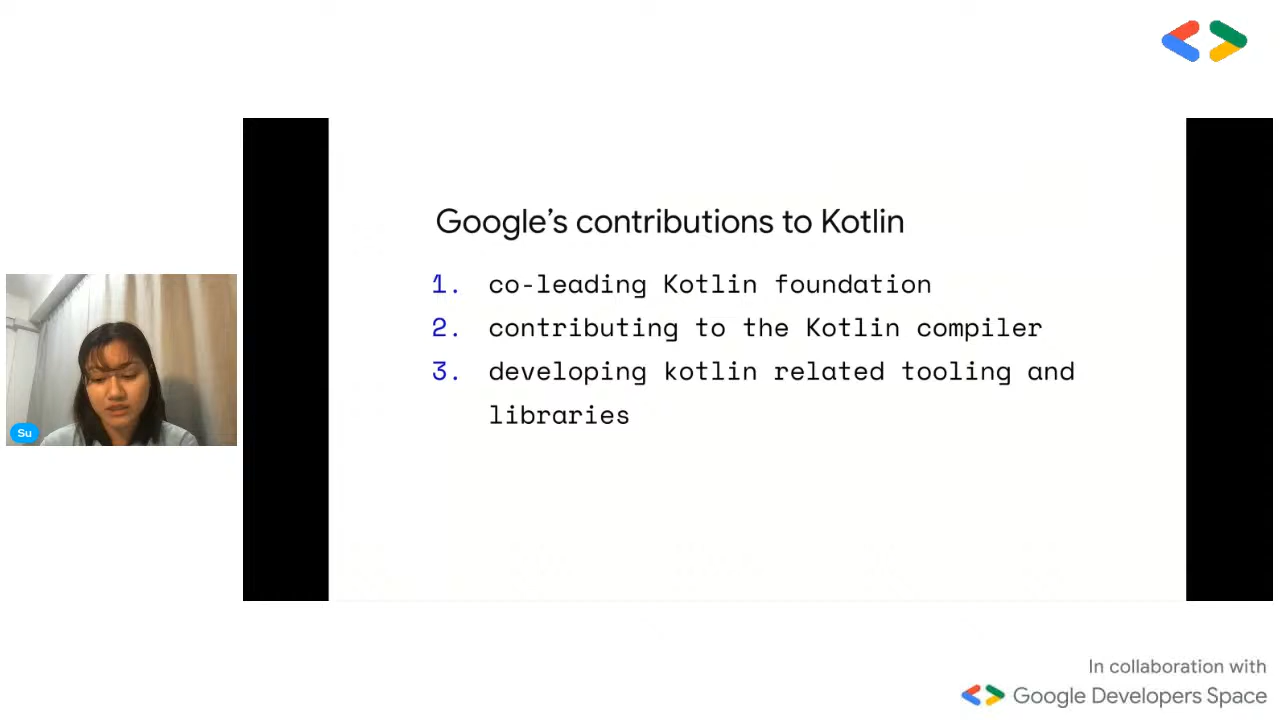 Google's contributions to Kotlin
1. co-leading Kotlin foundation
2. contributing to the Kotlin compiler
3. developing kotlin related tooling and
libraries
Su
In collaboration with
Google Developers Space